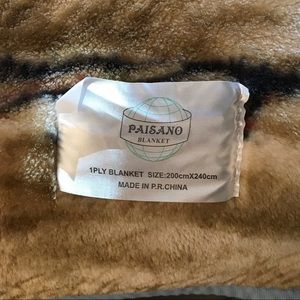 PAISANO
BLANKET
1PLY BLANKET SIZE:200cmX240cm
MADE IN P.R.CHINA